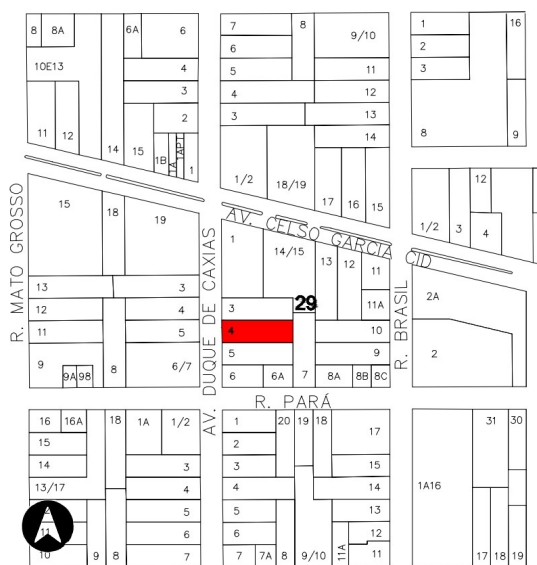 8 8A 6A 6 7 8 9/10 1 16
6 2
10E13 4 5 11 3
3 4 12
2 3 13
11 12 14 15 1B 1A 1API 1 14 8 9
1/2 18/19 17 16 15 12
15 18 19 1/2 3 4
AV. CELSO GARCIA CID
R. MATO GROSSO
AV. DUQUE DE CAXIAS
R. BRASIL
1 14/15 13 12 11
13 3 2A
12 4 3 29 11A
11 5 4 10
9 5 9 2
9A 98 8 6/7 6 6A 7 8A 8B 8C
R. PARÁ
16 16A 18 1A 1/2 1 20 19 18 17 31 30
15 2
14 3 3 15
13/17 4 4 14 1A16
5 5 13
11 6 6 12
10 9 8 7 7 7A 8 9/10 11A 11 17 18 19